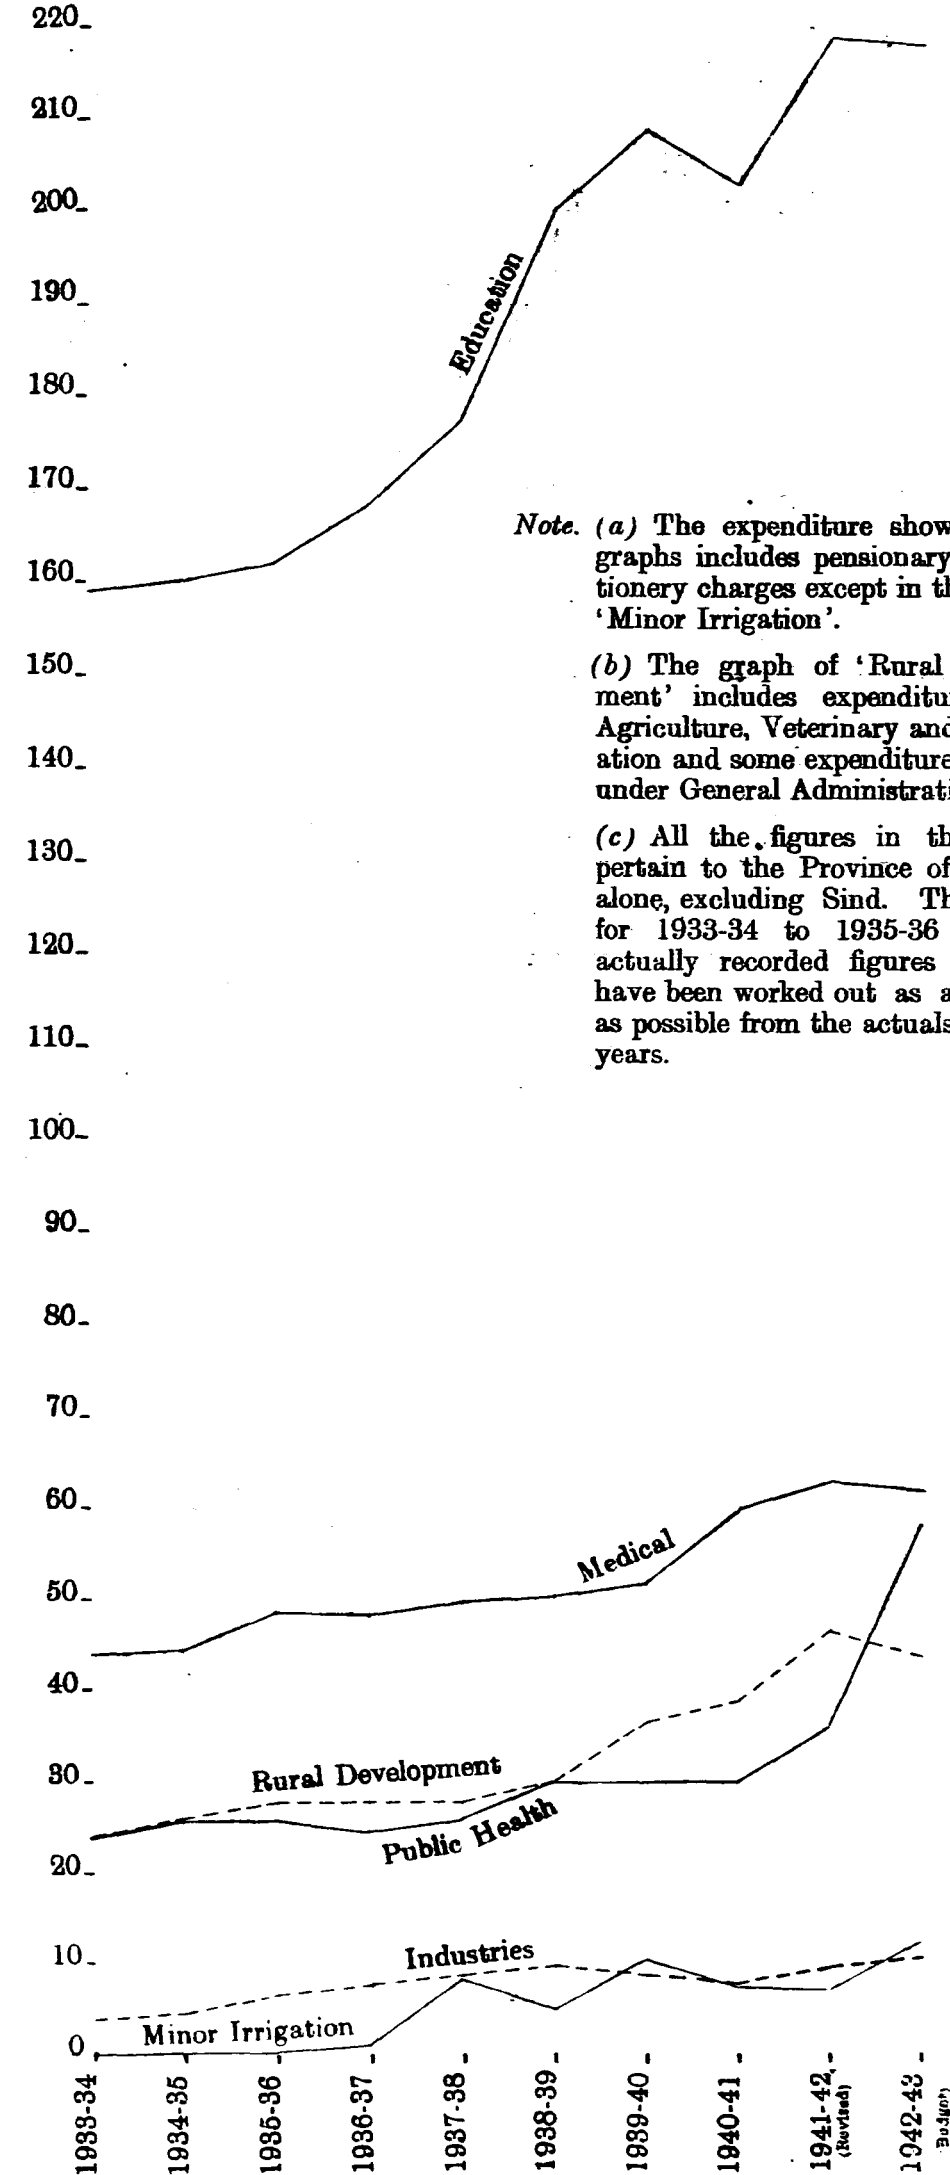 220
210
200
190
180
170
160
150
140
130
120
110
100
90
80
70
60
50
40
30
20
10
0
Education
Note. (a) The expenditure show
graphs includes pensionary
tionery charges except in th
'Minor Irrigation'.
(b) The graph of 'Rural
ment' includes expenditu
Agriculture, Veterinary and
ation and some expenditure
under General Administrati
(c) All the figures in th
pertain to the Province of
alone, excluding Sind. Th
for 1933-34 to 1935-36
actually recorded figures
have been worked out as a
as possible from the actuals
years.
Medical
Rural Development
Public Health
Industries
Minor Irrigation
1933-34
1934-35
1935-36
1936-37
1937-38
1938-39
1939-40
1940-41
1941-42
(Revised)
1942-43
Budget)